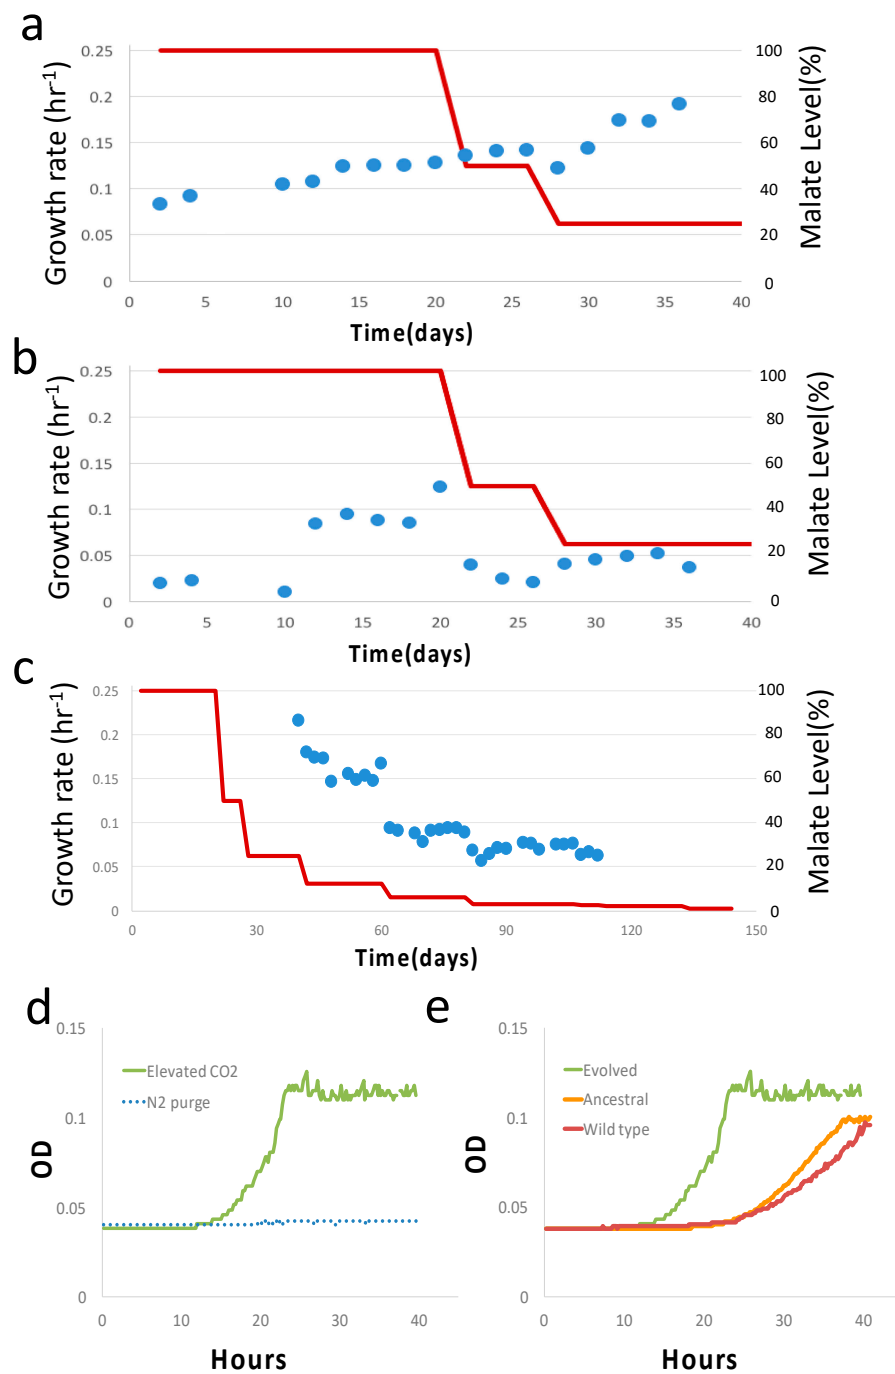 a
Growth rate (hr-1)
0.25
0.2
0.15
0.1
0.05
0
100
80
60
40
20
0
Malate Level(%)
0 5 10 15 20 25 30 35 40
Time(days)
b
Growth rate (hr-1)
0.25
0.2
0.15
0.1
0.05
0
100
80
60
40
20
0
Malate Level(%)
0 5 10 15 20 25 30 35 40
Time(days)
c
Growth rate (hr-1)
0.25
0.2
0.15
0.1
0.05
0
100
80
60
40
20
0
Malate Level(%)
0 30 60 90 120 150
Time(days)
d
OD
0.15
0.1
0.05
0
Elevated CO2
N2 purge
0 10 20 30 40
Hours
e
OD
0.15
0.1
0.05
0
Evolved
Ancestral
Wild type
0 10 20 30 40
Hours